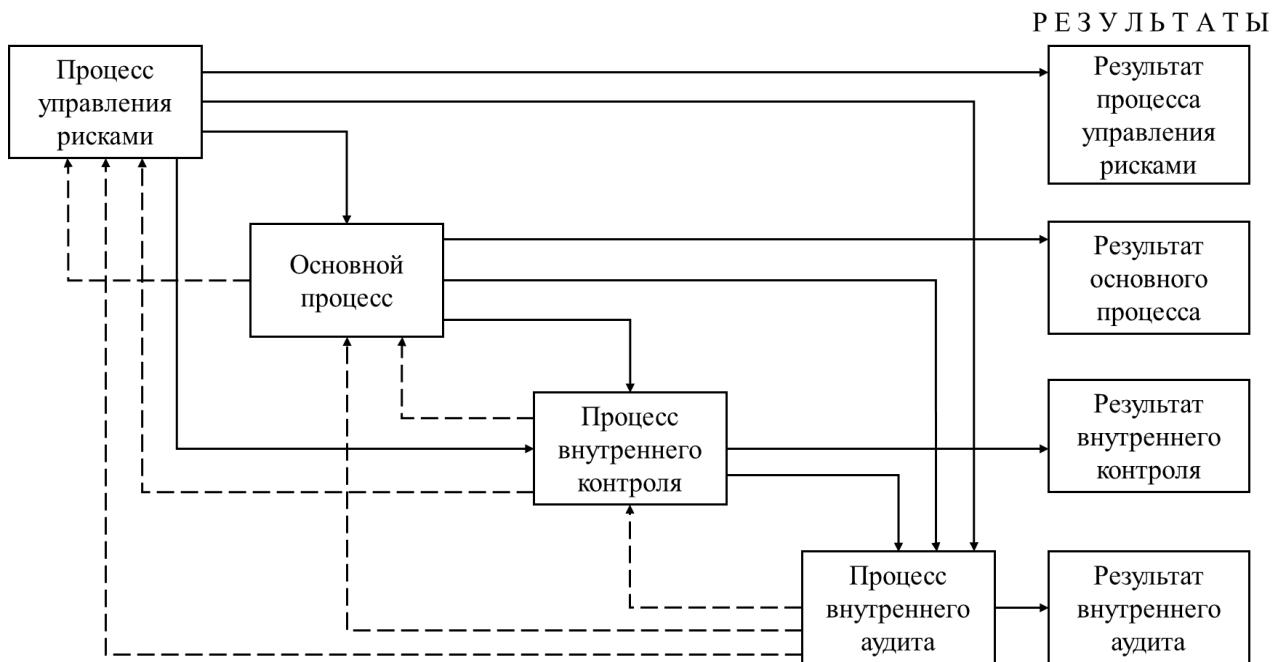 Р Е З У Л Ь Т А Т Ы
Процесс
управления
рисками
Результат
процесса
управления
рисками
Основной
процесс
Результат
основного
процесса
Процесс
внутреннего
контроля
Результат
внутреннего
контроля
Процесс
внутреннего
аудита
Результат
внутреннего
аудита